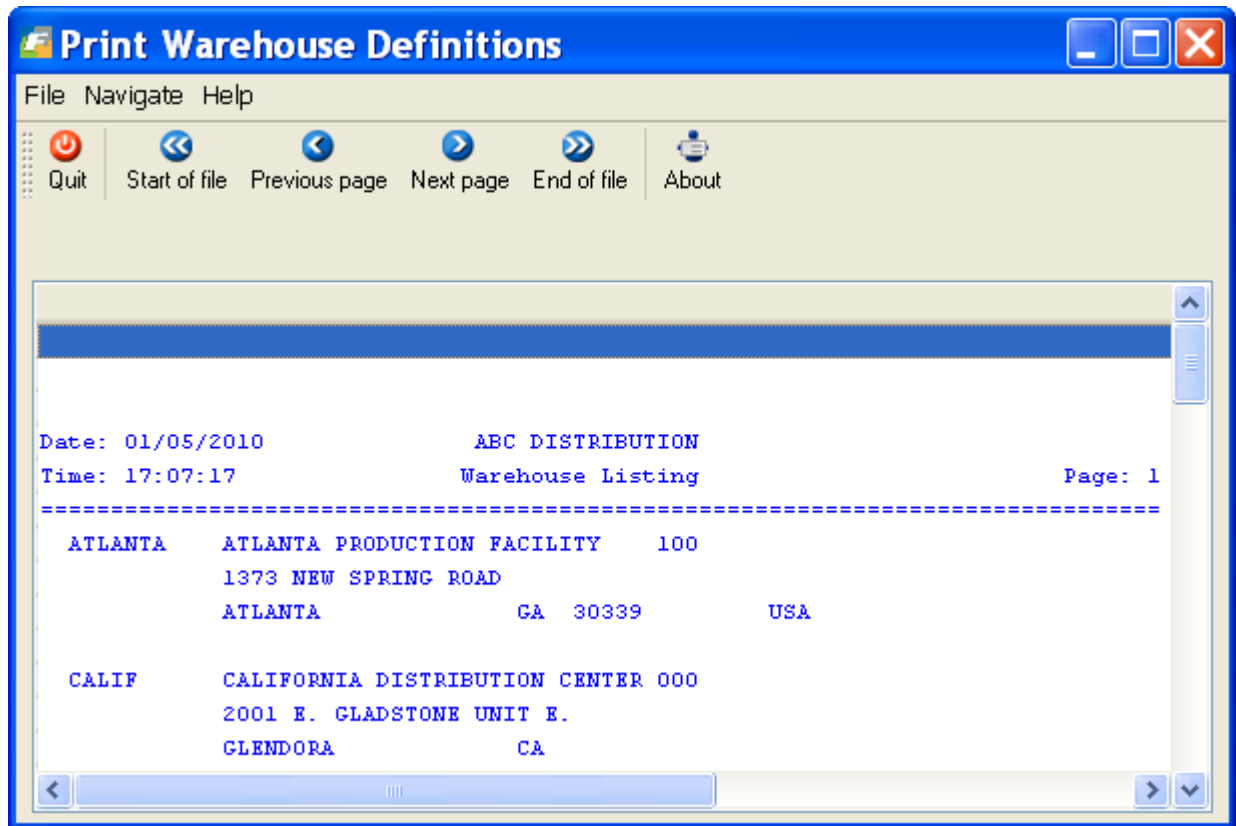 Print Warehouse Definitions
File Navigate Help
Quit Start of file Previous page Next page End of file About
Date: 01/05/2010 ABC DISTRIBUTION
Time: 17:07:17 Warehouse Listing Page: 1
================================================================================
ATLANTA ATLANTA PRODUCTION FACILITY 100
1373 NEW SPRING ROAD
ATLANTA GA 30339 USA
CALIF CALIFORNIA DISTRIBUTION CENTER 000
2001 E. GLADSTONE UNIT E.
GLENDORA CA